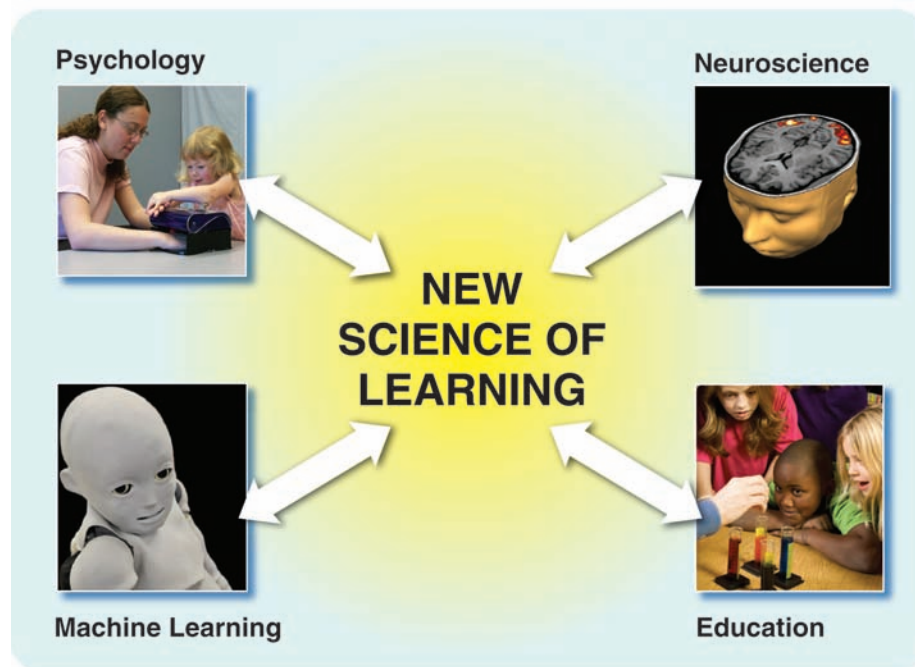 Psychology
Neuroscience
NEW
SCIENCE OF
LEARNING
Machine Learning
Education